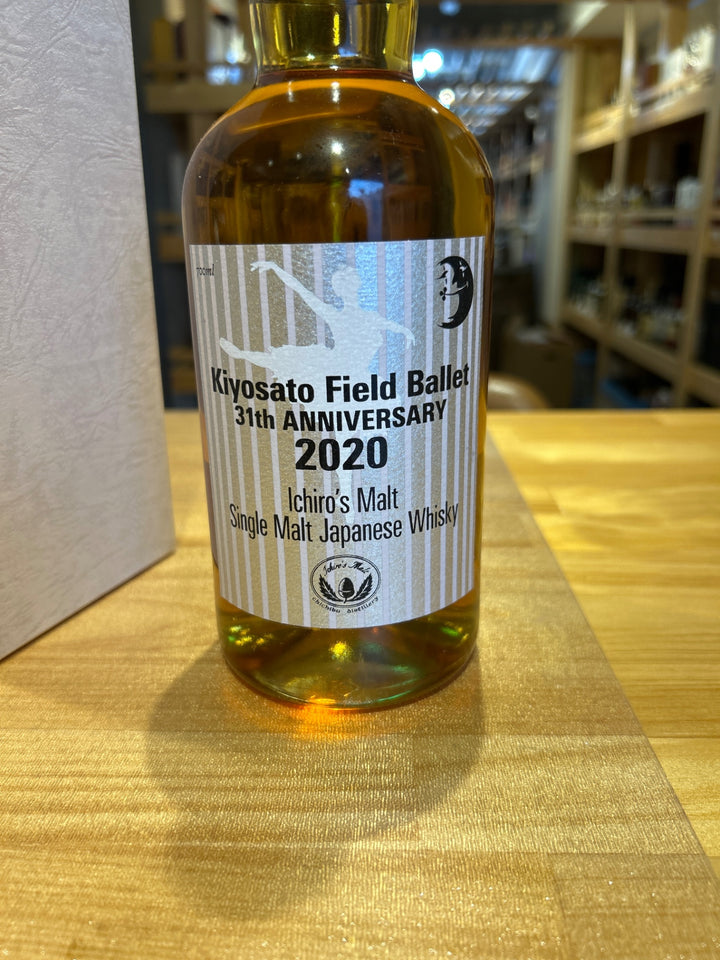 700ml
Kiyosato Field Ballet
31th ANNIVERSARY
2020
Ichiro's Malt
Single Malt Japanese Whisky
Ichiro's Malt
chichibu distillery